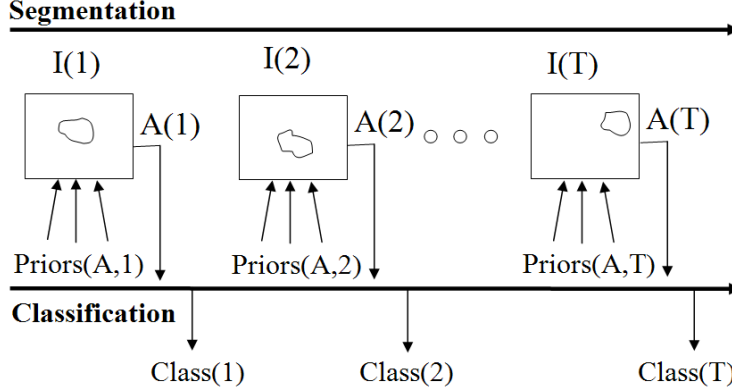 Segmentation
I(1)
I(2)
I(T)
A(1)
A(2)
A(T)
Priors(A,1)
Priors(A,2)
Priors(A,T)
Classification
Class(1)
Class(2)
Class(T)